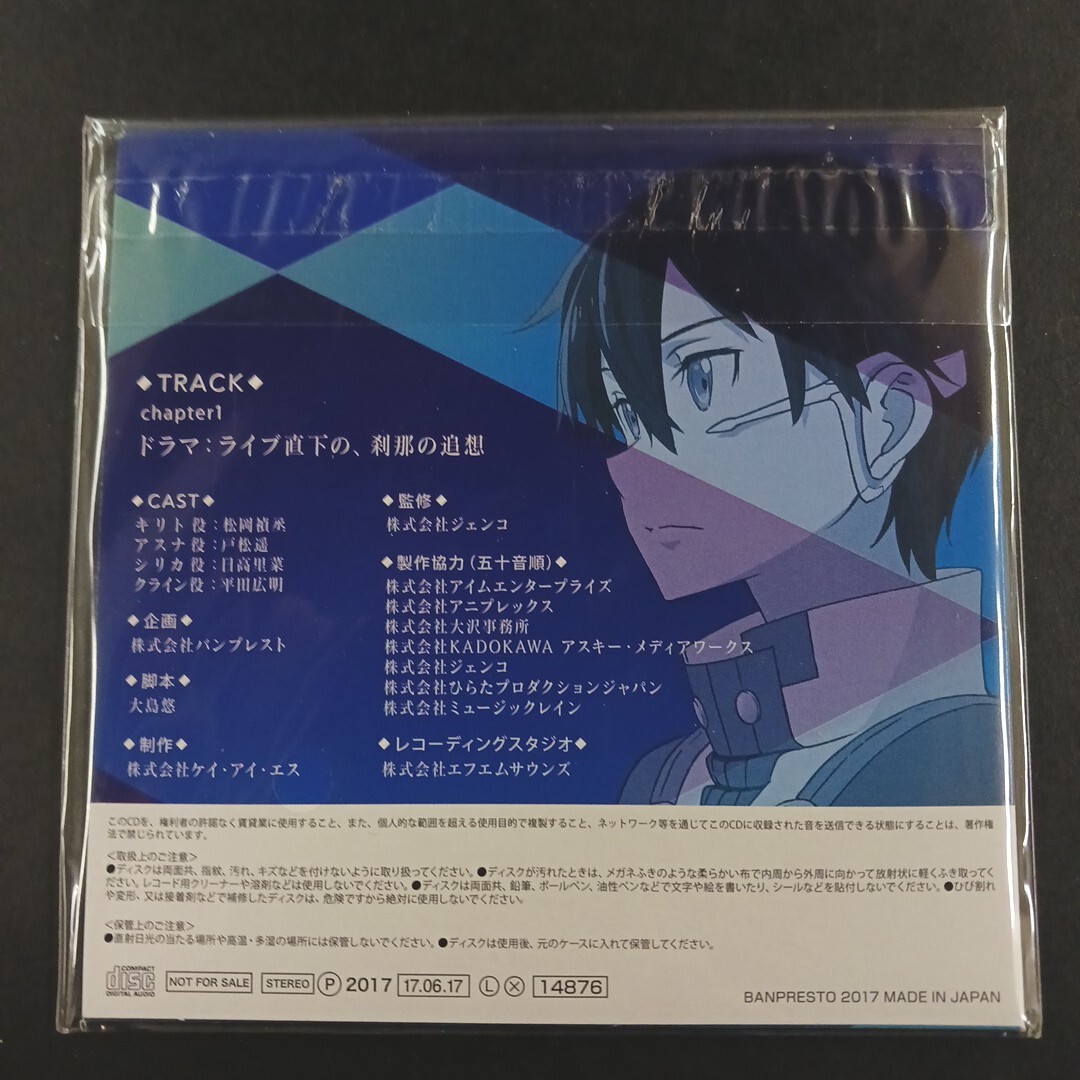 ◆TRACK◆
chapter1
ドラマ：ライブ直下の、刹那の追想
◆CAST◆
キリト役：松岡禎丞
アスナ役：戸松遥
シリカ役：日高里菜
クライン役：平田広明
◆企画◆
株式会社バンプレスト
◆脚本◆
大島悠
◆制作◆
株式会社ケイ・アイ・エス
◆監修◆
株式会社ジェンコ
◆製作協力（五十音順）◆
株式会社アイムエンタープライズ
株式会社アニプレックス
株式会社大沢事務所
株式会社KADOKAWA アスキー・メディアワークス
株式会社ジェンコ
株式会社ひらたプロダクションジャパン
株式会社ミュージックレイン
◆レコーディングスタジオ◆
株式会社エフエムサウンズ
このCDを、権利者の許諾なく賃貸業に使用すること、また、個人的な範囲を超える使用目的で複製すること、ネットワーク等を通じてこのCDに収録された音を送信できる状態にすることは、著作権
法で禁じられています。
＜取扱上のご注意＞
●ディスクは両面共、指紋、汚れ、キズなどを付けないように取り扱ってください。●ディスクが汚れたときは、メガネふきのような柔らかい布で内周から外周に向かって放射状に軽くふき取ってく
ださい。レコード用クリーナーや溶剤などは使用しないでください。●ディスクは両面共、鉛筆、ボールペン、油性ペンなどで文字や絵を書いたり、シールなどを貼付しないでください。●ひび割れ
や変形、又は接着剤などで補修したディスクは、危険ですから絶対に使用しないでください。
＜保管上のご注意＞
●直射日光の当たる場所や高温・多湿の場所には保管しないでください。●ディスクは使用後、元のケースに入れて保管してください。
COMPACT
disc
DIGITAL AUDIO
NOT FOR SALE STEREO Ⓟ 2017 17.06.17 Ⓛ ⓧ 14876
BANPRESTO 2017 MADE IN JAPAN